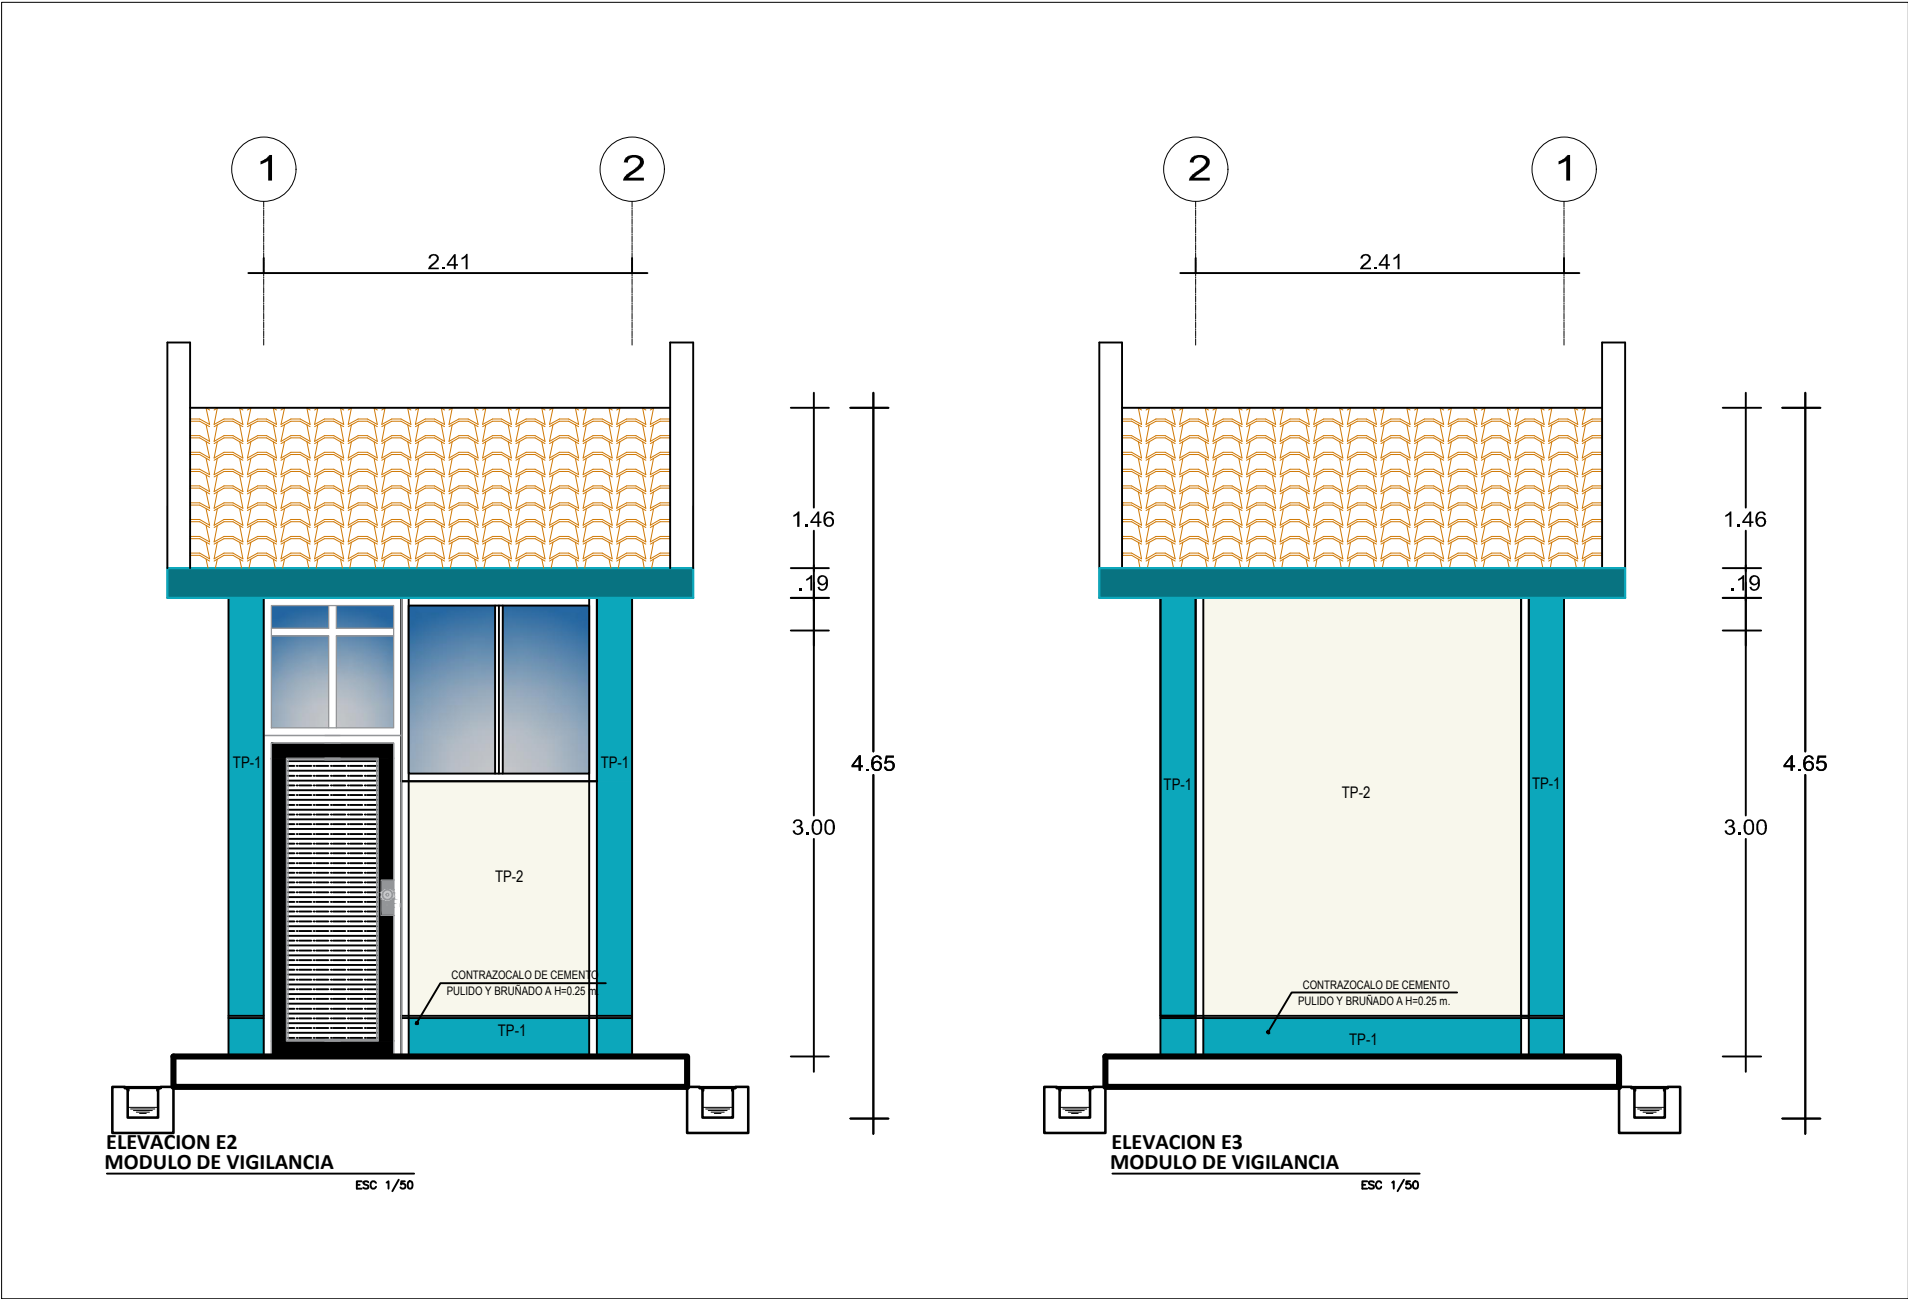 1
2
2.41
1.46
.19
3.00
4.65
TP-1
TP-1
TP-2
CONTRAZOCALO DE CEMENTO
PULIDO Y BRUÑADO A H=0.25 m.
TP-1
ELEVACION E2
MODULO DE VIGILANCIA
ESC 1/50
2
1
2.41
1.46
.19
3.00
4.65
TP-1
TP-2
TP-1
CONTRAZOCALO DE CEMENTO
PULIDO Y BRUÑADO A H=0.25 m.
TP-1
ELEVACION E3
MODULO DE VIGILANCIA
ESC 1/50